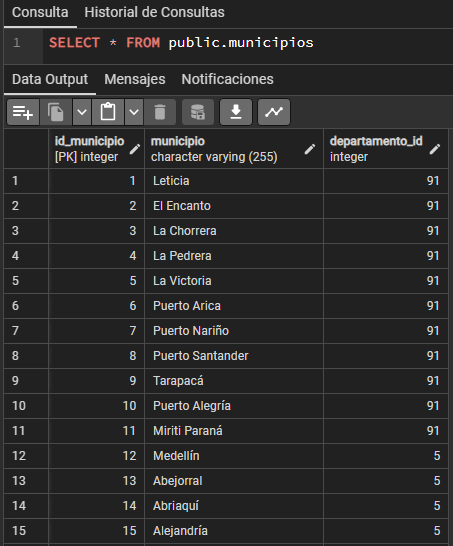 Consulta Historial de Consultas
1 SELECT * FROM public.municipios
Data Output Mensajes Notificaciones
id_municipio municipio departamento_id
[PK] integer character varying (255) integer
1 1 Leticia 91
2 2 El Encanto 91
3 3 La Chorrera 91
4 4 La Pedrera 91
5 5 La Victoria 91
6 6 Puerto Arica 91
7 7 Puerto Nariño 91
8 8 Puerto Santander 91
9 9 Tarapacá 91
10 10 Puerto Alegría 91
11 11 Miriti Paraná 91
12 12 Medellín 5
13 13 Abejorral 5
14 14 Abriaquí 5
15 15 Alejandría 5